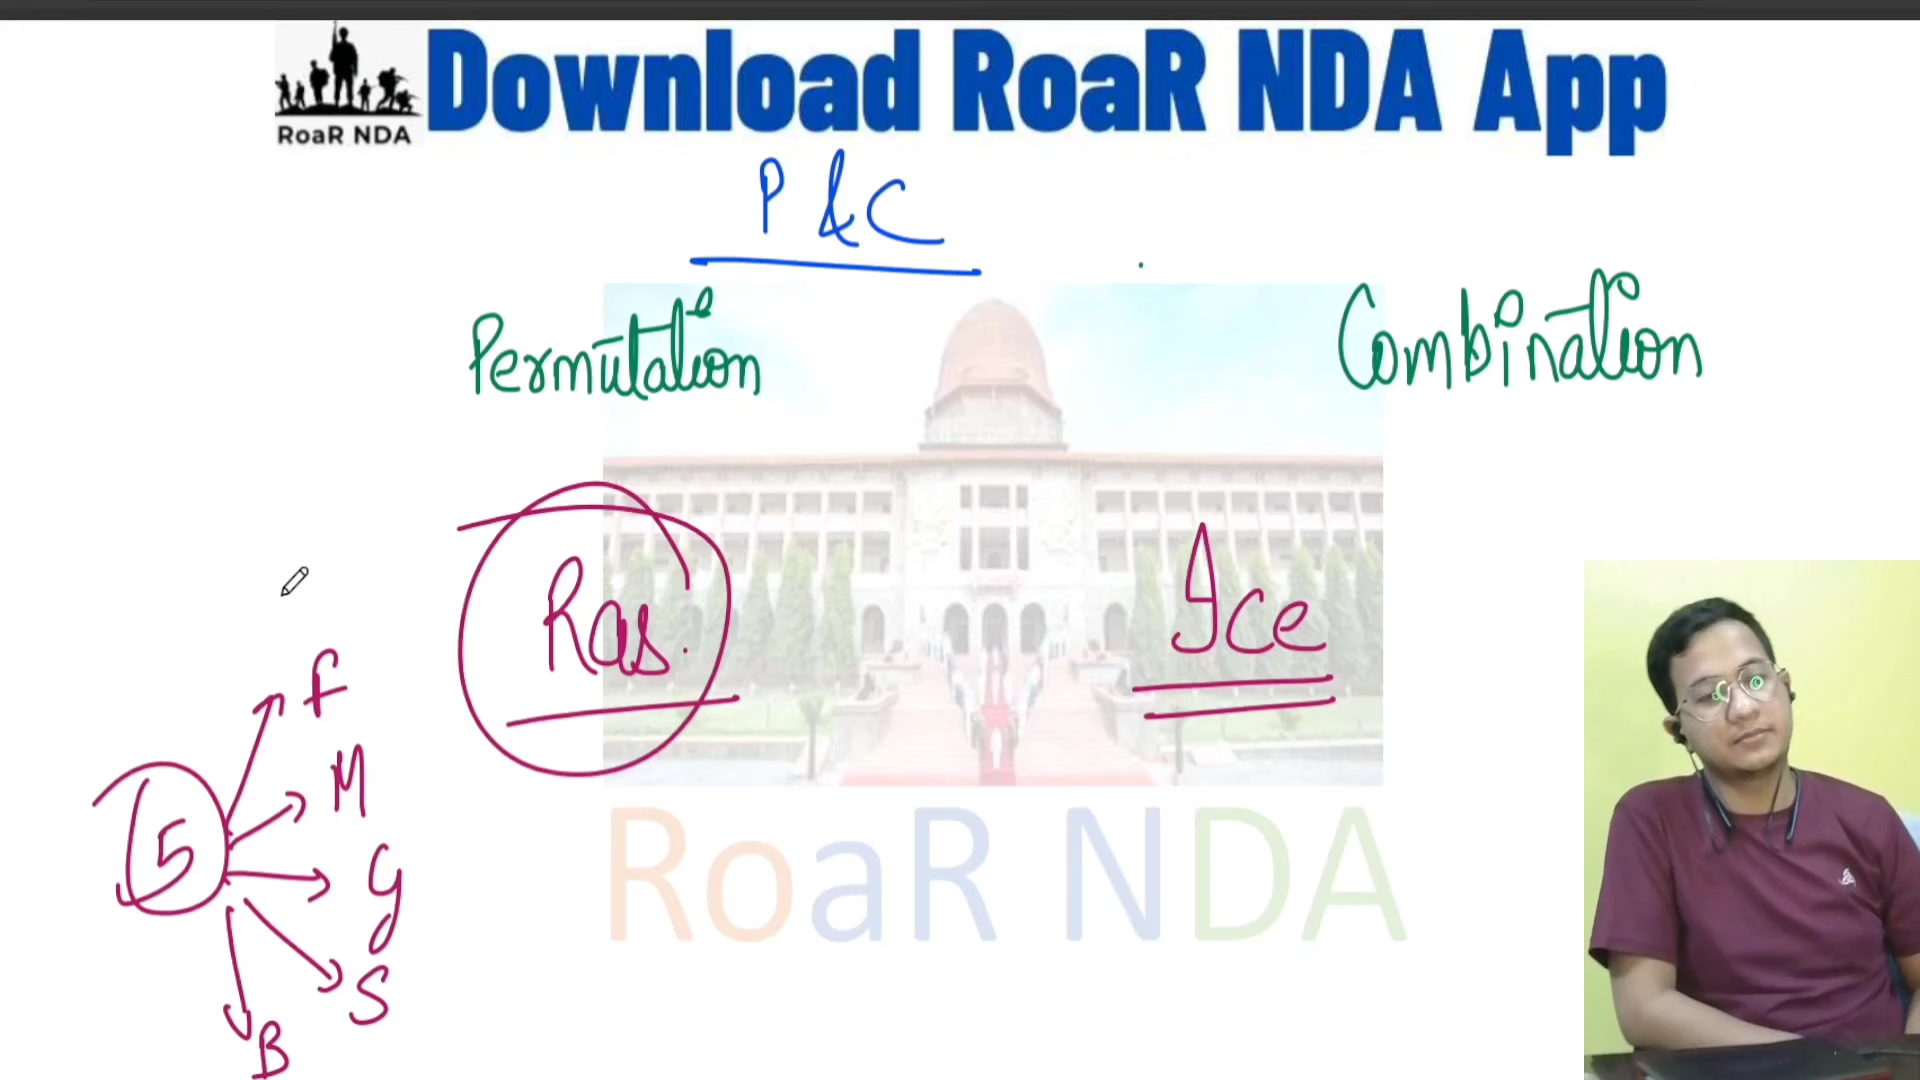 Download RoaR NDA App
RoaR NDA
P & C
Permutation
Combination
Ras
Ice
F
M
5
G
S
B
RoaR NDA